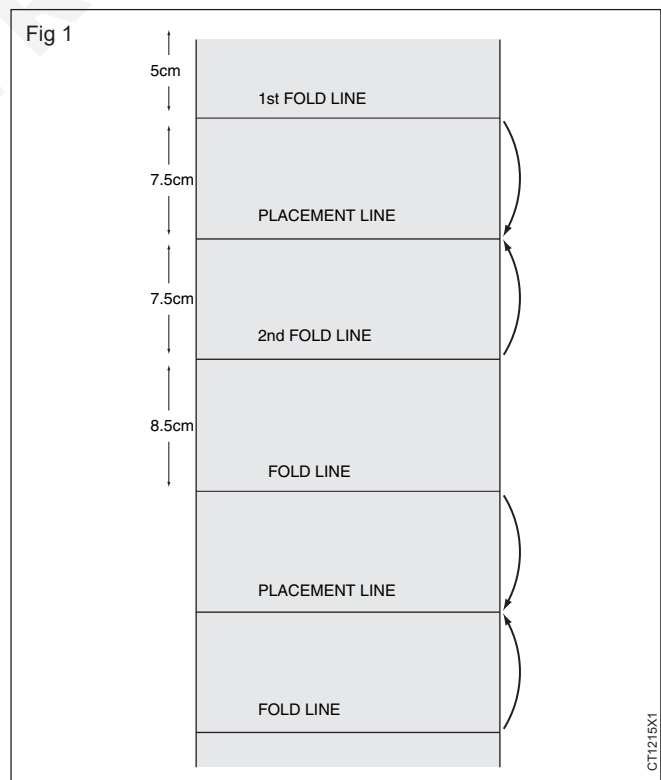 Fig 1
5cm
1st FOLD LINE
7.5cm
PLACEMENT LINE
7.5cm
2nd FOLD LINE
8.5cm
FOLD LINE
PLACEMENT LINE
FOLD LINE
CT1215X1